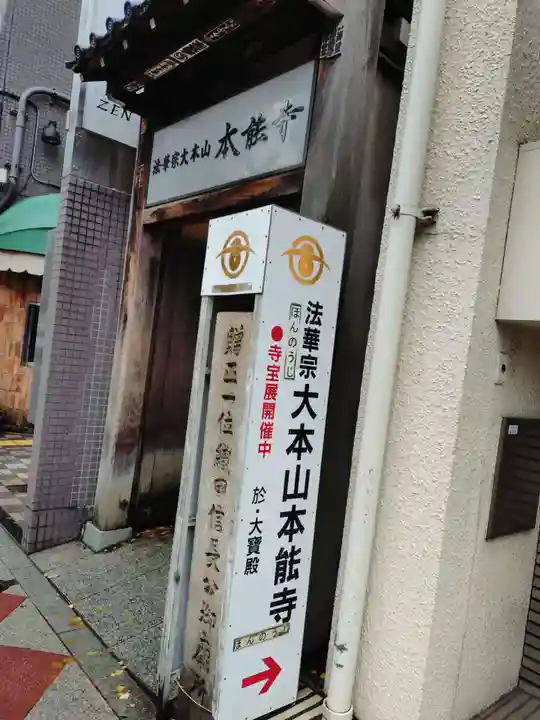 ZEN
法華宗大本山 本能寺
贈正一位織田信長公御廟所
法華宗大本山本能寺
ほんのうじ
●寺宝展開催中
於・大寶殿
ほんのうじ